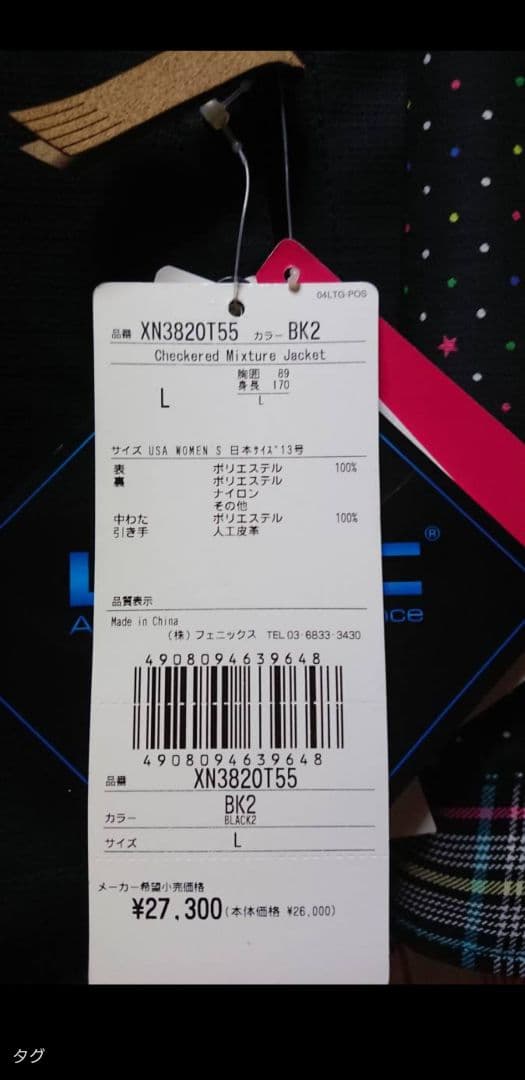 04LTG-POS
品番 XN3820T55 カラー BK2
Checkered Mixture Jacket
L
胸囲 89
身長 170
L
サイズ USA WOMEN S 日本ｻｲｽﾞ13号
表 ポリエステル 100%
裏 ポリエステル
ナイロン
その他
中わた ポリエステル 100%
引き手 人工皮革
®
品質表示
Made in China
(株)フェニックス TEL 03-6833-3430
4908094639648
4908094639648
品番 XN3820T55
カラー BK2
BLACK2
サイズ L
メーカー希望小売価格
¥27,300(本体価格 ¥26,000)
タグ